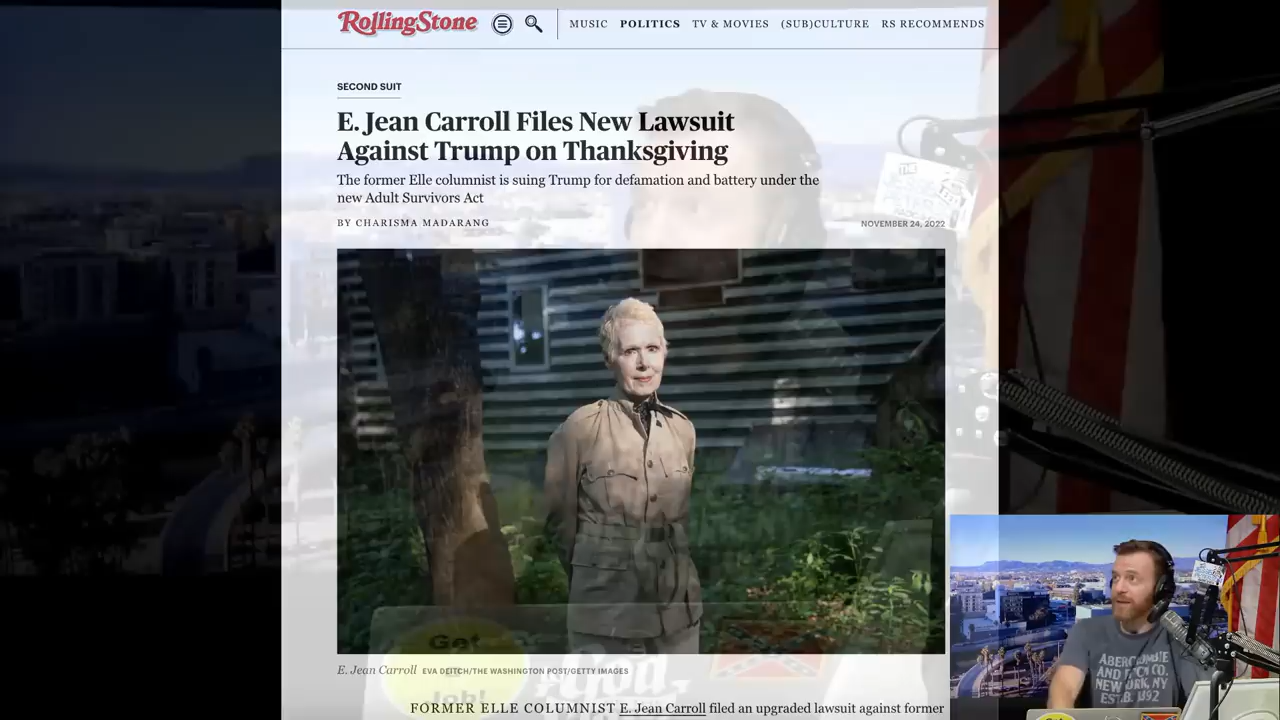 RollingStone
MUSIC POLITICS TV & MOVIES (SUB)CULTURE RS RECOMMENDS
SECOND SUIT
E. Jean Carroll Files New Lawsuit
Against Trump on Thanksgiving
The former Elle columnist is suing Trump for defamation and battery under the
new Adult Survivors Act
BY CHARISMA MADARANG
NOVEMBER 24, 2022
E. Jean Carroll EVA DEITCH/THE WASHINGTON POST/GETTY IMAGES
FORMER ELLE COLUMNIST E. Jean Carroll filed an upgraded lawsuit against former
Get
Job!
ABERCROMBIE
AND FITCH CO.
NEW YORK, NY
ESTB. 1892